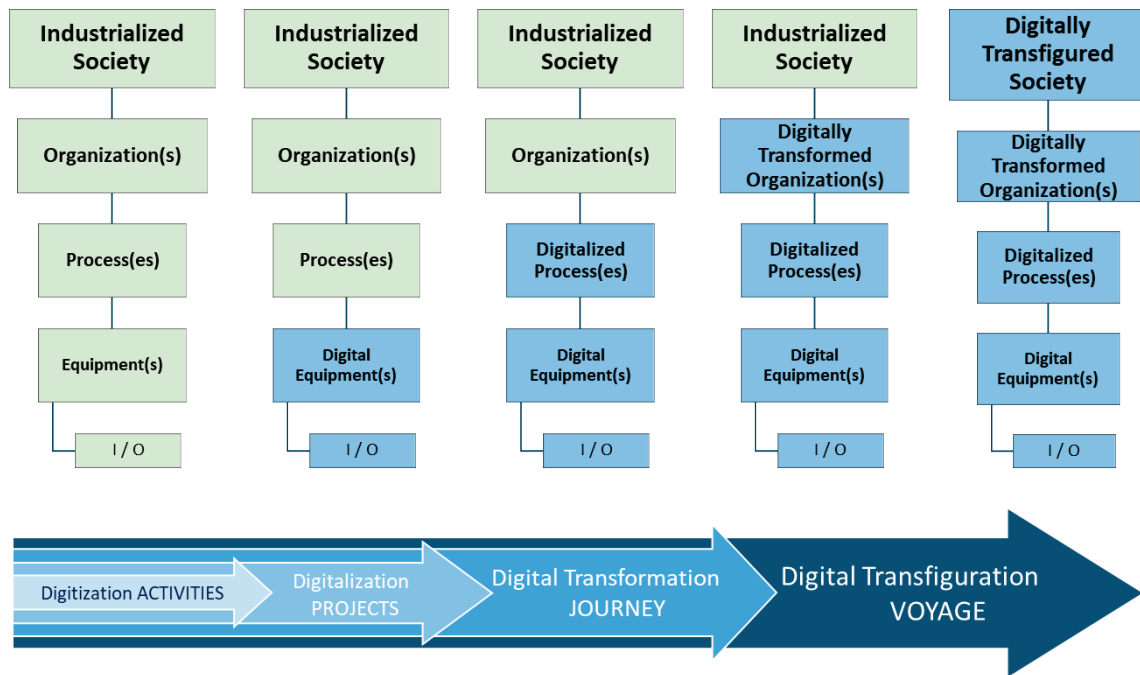 Industrialized
Society
Organization(s)
Process(es)
Equipment(s)
I / O
Industrialized
Society
Organization(s)
Process(es)
Digital
Equipment(s)
I / O
Industrialized
Society
Organization(s)
Digitalized
Process(es)
Digital
Equipment(s)
I / O
Industrialized
Society
Digitally
Transformed
Organization(s)
Digitalized
Process(es)
Digital
Equipment(s)
I / O
Digitally
Transfigured
Society
Digitally
Transformed
Organization(s)
Digitalized
Process(es)
Digital
Equipment(s)
I / O
Digitization ACTIVITIES
Digitalization
PROJECTS
Digital Transformation
JOURNEY
Digital Transfiguration
VOYAGE